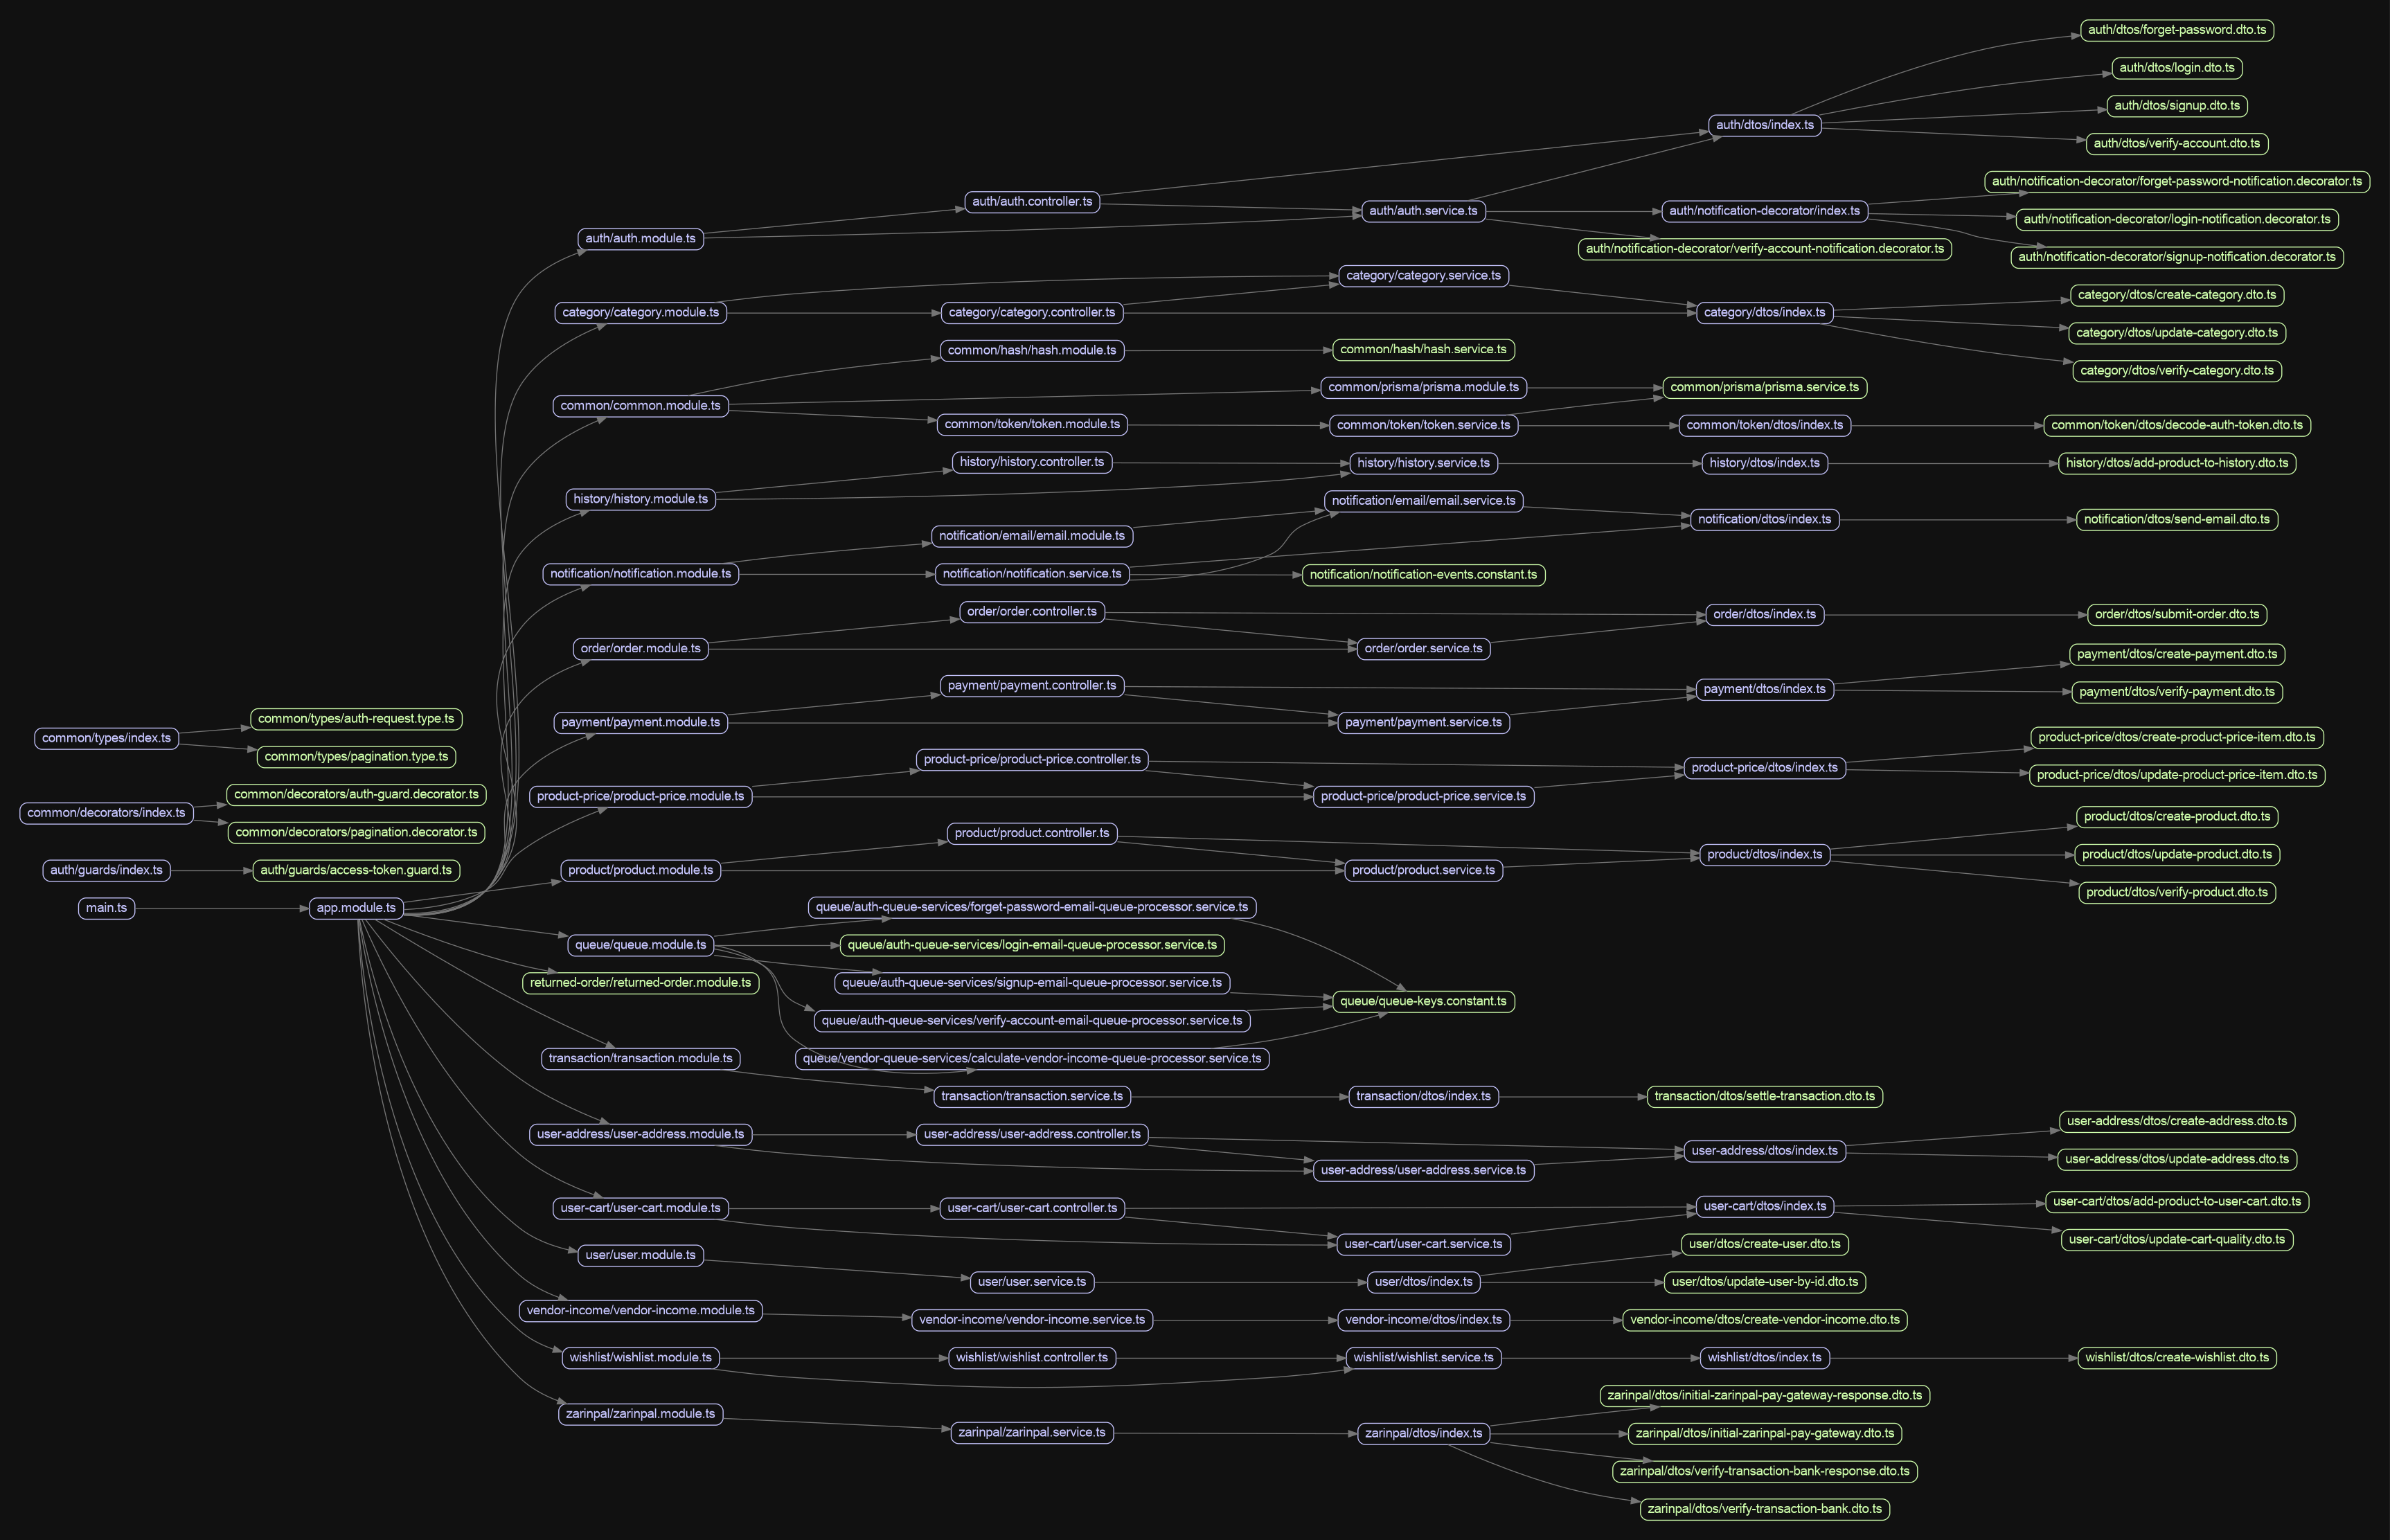 auth/dtos/forget-password.dto.ts
auth/dtos/login.dto.ts
auth/dtos/signup.dto.ts
auth/dtos/index.ts
auth/dtos/verify-account.dto.ts
auth/notification-decorator/forget-password-notification.decorator.ts
auth/auth.controller.ts
auth/auth.service.ts
auth/notification-decorator/index.ts
auth/notification-decorator/login-notification.decorator.ts
auth/auth.module.ts
auth/notification-decorator/verify-account-notification.decorator.ts
auth/notification-decorator/signup-notification.decorator.ts
category/category.service.ts
category/dtos/create-category.dto.ts
category/category.module.ts
category/category.controller.ts
category/dtos/index.ts
category/dtos/update-category.dto.ts
common/hash/hash.module.ts
common/hash/hash.service.ts
category/dtos/verify-category.dto.ts
common/prisma/prisma.module.ts
common/prisma/prisma.service.ts
common/common.module.ts
common/token/token.module.ts
common/token/token.service.ts
common/token/dtos/index.ts
common/token/dtos/decode-auth-token.dto.ts
history/history.controller.ts
history/history.service.ts
history/dtos/index.ts
history/dtos/add-product-to-history.dto.ts
history/history.module.ts
notification/email/email.service.ts
notification/dtos/index.ts
notification/dtos/send-email.dto.ts
notification/email/email.module.ts
notification/notification.module.ts
notification/notification.service.ts
notification/notification-events.constant.ts
order/order.controller.ts
order/dtos/index.ts
order/dtos/submit-order.dto.ts
order/order.module.ts
order/order.service.ts
payment/dtos/create-payment.dto.ts
payment/payment.controller.ts
payment/dtos/index.ts
payment/dtos/verify-payment.dto.ts
payment/payment.module.ts
payment/payment.service.ts
common/types/auth-request.type.ts
common/types/index.ts
common/types/pagination.type.ts
product-price/dtos/create-product-price-item.dto.ts
product-price/product-price.controller.ts
product-price/dtos/index.ts
product-price/dtos/update-product-price-item.dto.ts
common/decorators/auth-guard.decorator.ts
product-price/product-price.module.ts
product-price/product-price.service.ts
common/decorators/index.ts
common/decorators/pagination.decorator.ts
product/product.controller.ts
product/dtos/create-product.dto.ts
product/dtos/index.ts
product/dtos/update-product.dto.ts
auth/guards/index.ts
auth/guards/access-token.guard.ts
product/product.module.ts
product/product.service.ts
product/dtos/verify-product.dto.ts
main.ts
app.module.ts
queue/auth-queue-services/forget-password-email-queue-processor.service.ts
queue/queue.module.ts
queue/auth-queue-services/login-email-queue-processor.service.ts
returned-order/returned-order.module.ts
queue/auth-queue-services/signup-email-queue-processor.service.ts
queue/queue-keys.constant.ts
queue/auth-queue-services/verify-account-email-queue-processor.service.ts
transaction/transaction.module.ts
queue/vendor-queue-services/calculate-vendor-income-queue-processor.service.ts
transaction/transaction.service.ts
transaction/dtos/index.ts
transaction/dtos/settle-transaction.dto.ts
user-address/dtos/create-address.dto.ts
user-address/user-address.module.ts
user-address/user-address.controller.ts
user-address/dtos/index.ts
user-address/dtos/update-address.dto.ts
user-address/user-address.service.ts
user-cart/user-cart.module.ts
user-cart/user-cart.controller.ts
user-cart/dtos/index.ts
user-cart/dtos/add-product-to-user-cart.dto.ts
user-cart/user-cart.service.ts
user-cart/dtos/update-cart-quality.dto.ts
user/user.module.ts
user/dtos/create-user.dto.ts
user/user.service.ts
user/dtos/index.ts
user/dtos/update-user-by-id.dto.ts
vendor-income/vendor-income.module.ts
vendor-income/vendor-income.service.ts
vendor-income/dtos/index.ts
vendor-income/dtos/create-vendor-income.dto.ts
wishlist/wishlist.module.ts
wishlist/wishlist.controller.ts
wishlist/wishlist.service.ts
wishlist/dtos/index.ts
wishlist/dtos/create-wishlist.dto.ts
zarinpal/dtos/initial-zarinpal-pay-gateway-response.dto.ts
zarinpal/zarinpal.module.ts
zarinpal/zarinpal.service.ts
zarinpal/dtos/index.ts
zarinpal/dtos/initial-zarinpal-pay-gateway.dto.ts
zarinpal/dtos/verify-transaction-bank-response.dto.ts
zarinpal/dtos/verify-transaction-bank.dto.ts